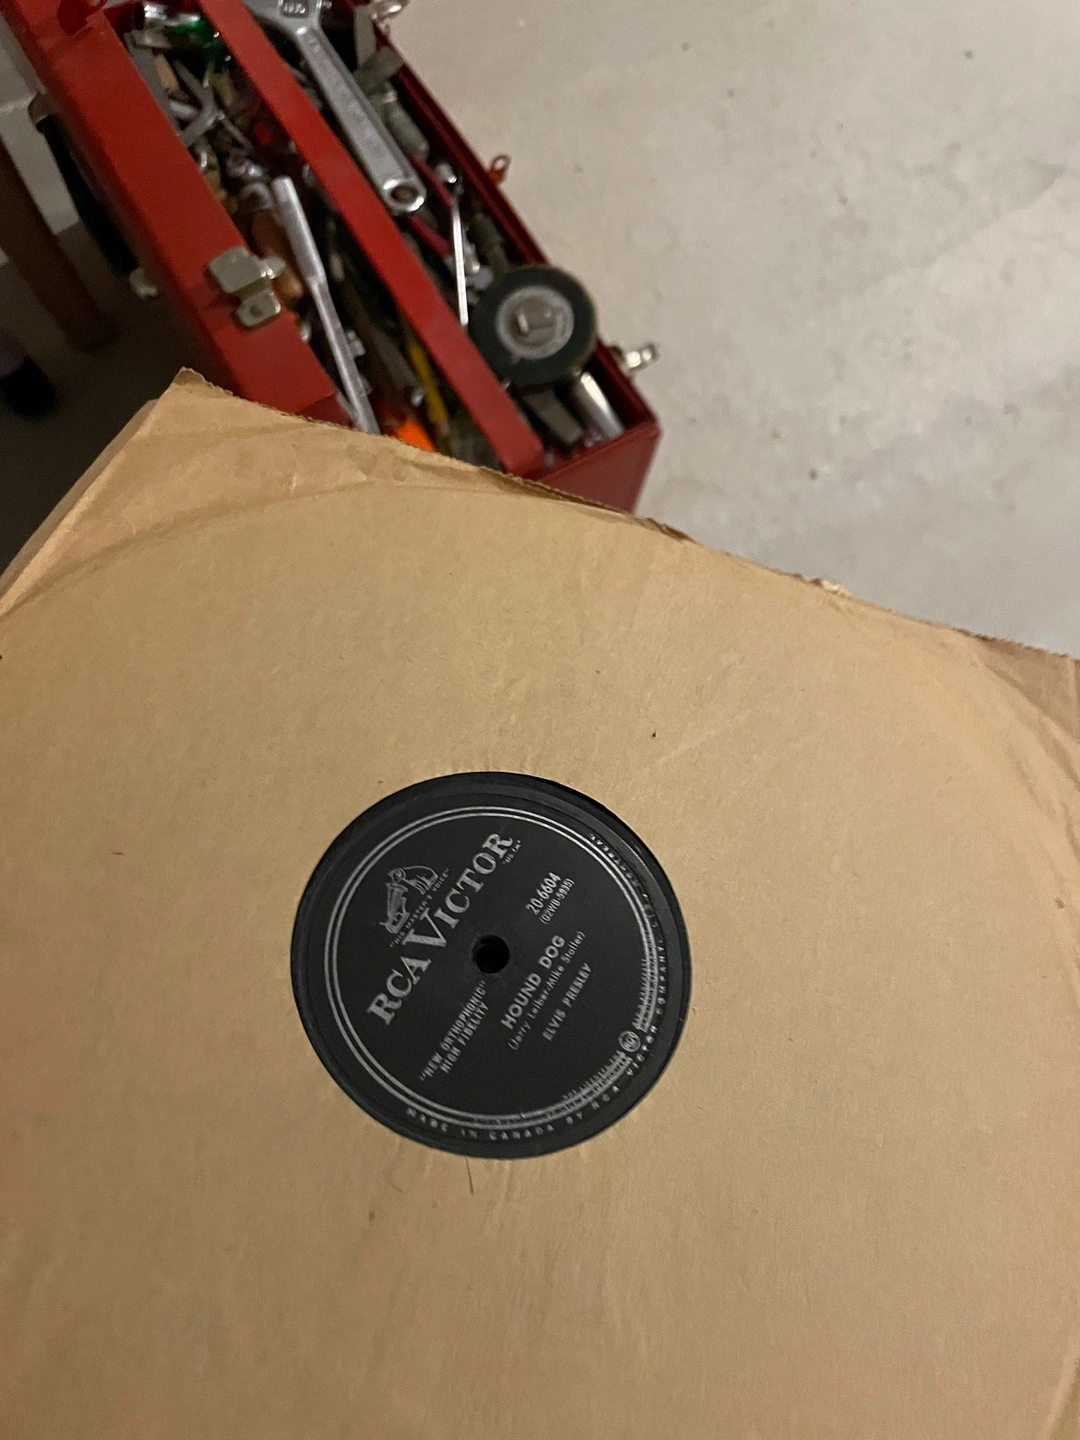 "HIS MASTER'S VOICE"
RCA VICTOR
20-6604
(G2WB-5935)
"NEW ORTHOPHONIC"
HIGH FIDELITY
HOUND DOG
(Jerry Leiber-Mike Stoller)
ELVIS PRESLEY
MADE IN CANADA BY RCA VICTOR COMPANY,